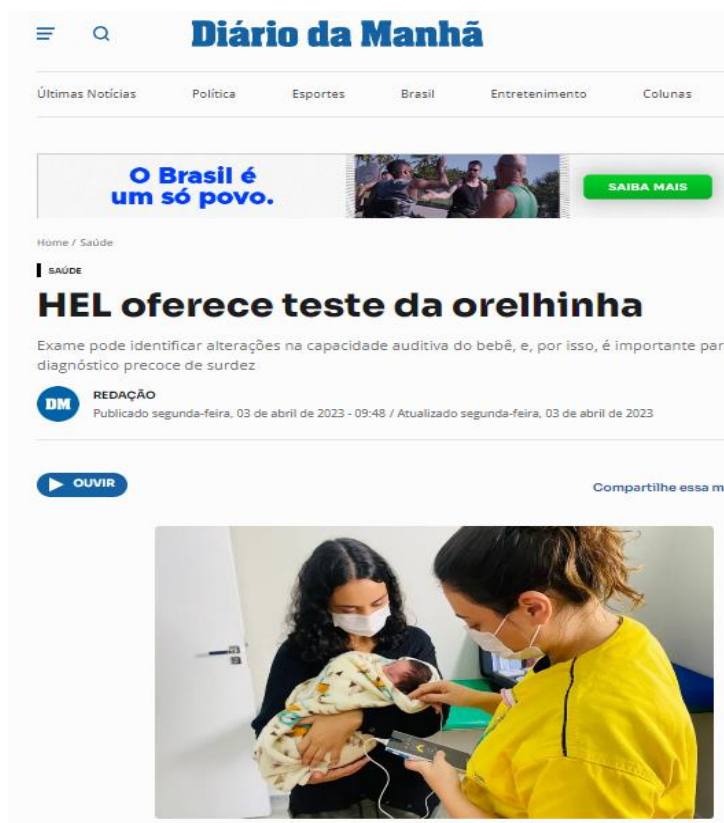 Diário da Manhã
Últimas Notícias Política Esportes Brasil Entretenimento Colunas
O Brasil é
um só povo.
SAIBA MAIS
Home / Saúde
SAÚDE
HEL oferece teste da orelhinha
Exame pode identificar alterações na capacidade auditiva do bebê, e, por isso, é importante par
diagnóstico precoce de surdez
DM
REDAÇÃO
Publicado segunda-feira, 03 de abril de 2023 - 09:48 / Atualizado segunda-feira, 03 de abril de 2023
OUVIR
Compartilhe essa m